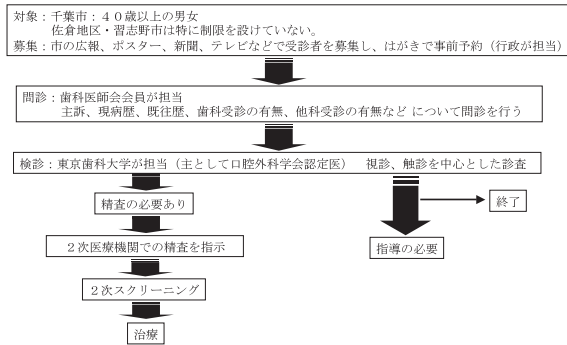 対象：千葉市：４０歳以上の男女
佐倉地区・習志野市は特に制限を設けていない。
募集：市の広報、ポスター、新聞、テレビなどで受診者を募集し、はがきで事前予約（行政が担当）
問診：歯科医師会会員が担当
主訴、現病歴、既往歴、歯科受診の有無、他科受診の有無など について問診を行う
検診：東京歯科大学が担当（主として口腔外科学会認定医）　視診、触診を中心とした診査
精査の必要あり
終了
２次医療機関での精査を指示
指導の必要
２次スクリーニング
治療